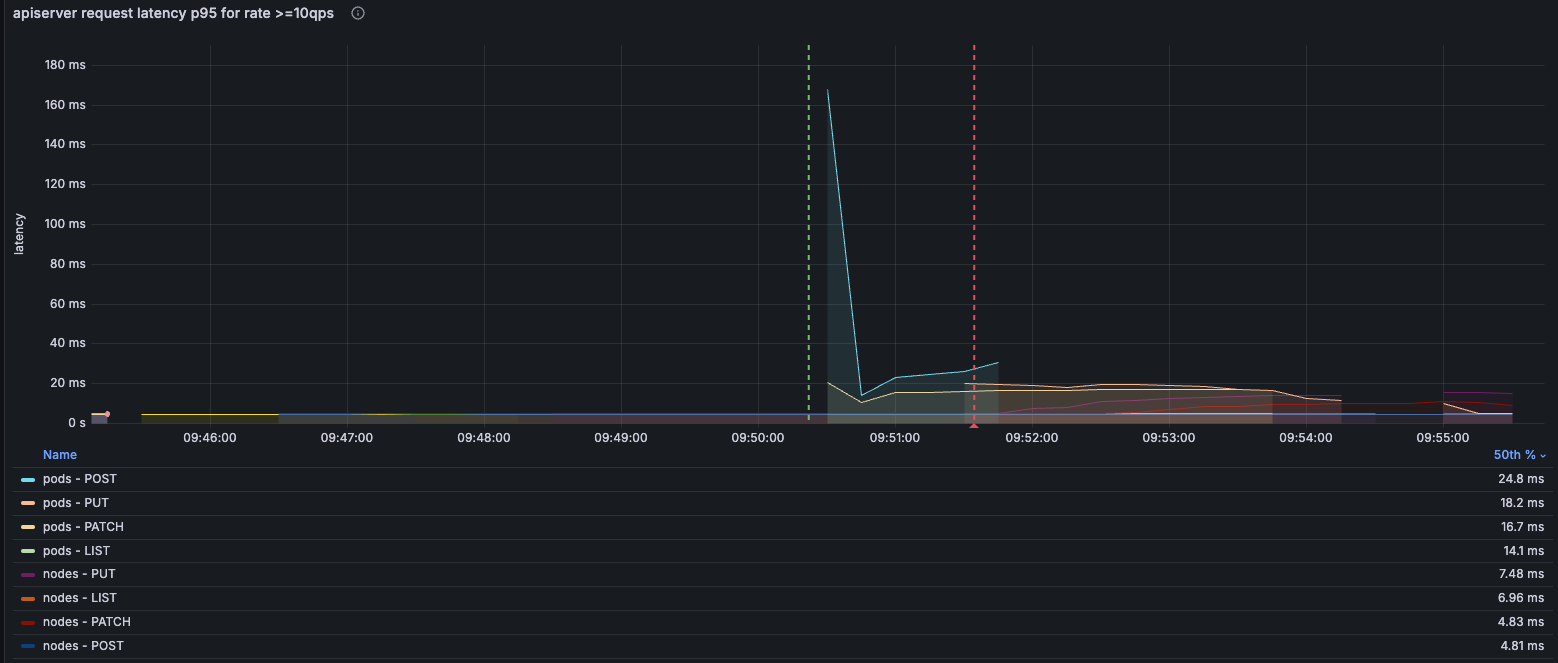 apiserver request latency p95 for rate >=10qps
180 ms
160 ms
140 ms
120 ms
100 ms
80 ms
60 ms
40 ms
20 ms
0 s
latency
09:46:00 09:47:00 09:48:00 09:49:00 09:50:00 09:51:00 09:52:00 09:53:00 09:54:00 09:55:00
Name 50th %
pods - POST 24.8 ms
pods - PUT 18.2 ms
pods - PATCH 16.7 ms
pods - LIST 14.1 ms
nodes - PUT 7.48 ms
nodes - LIST 6.96 ms
nodes - PATCH 4.83 ms
nodes - POST 4.81 ms